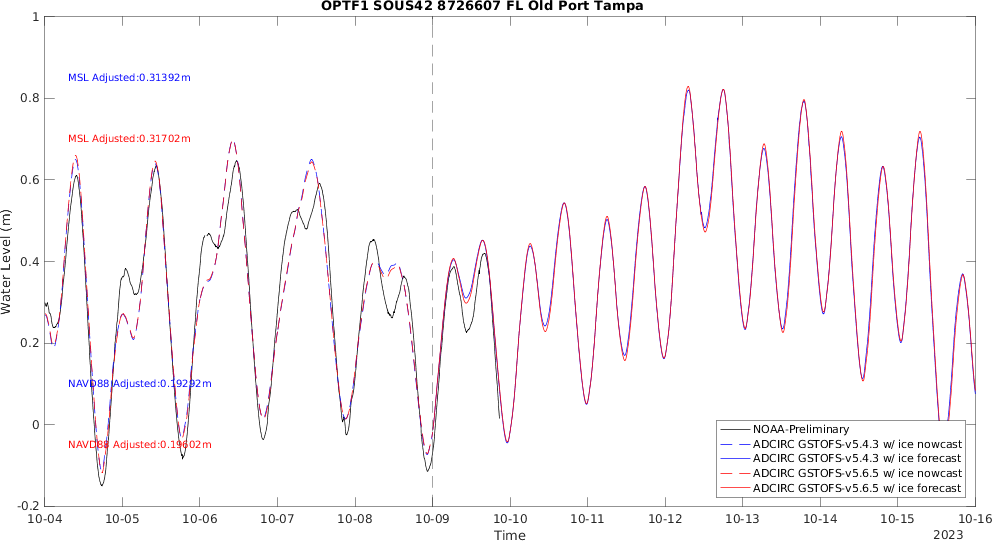 OPTF1 SOUS42 8726607 FL Old Port Tampa
1
0.8
0.6
0.4
0.2
0
-0.2
Water Level (m)
MSL Adjusted:0.31392m
MSL Adjusted:0.31702m
NAVD88 Adjusted:0.19292m
NAVD88 Adjusted:0.19602m
NOAA-Preliminary
ADCIRC GSTOFS-v5.4.3 w/ ice nowcast
ADCIRC GSTOFS-v5.4.3 w/ ice forecast
ADCIRC GSTOFS-v5.6.5 w/ ice nowcast
ADCIRC GSTOFS-v5.6.5 w/ ice forecast
10-04 10-05 10-06 10-07 10-08 10-09 10-10 10-11 10-12 10-13 10-14 10-15 10-16
Time
2023